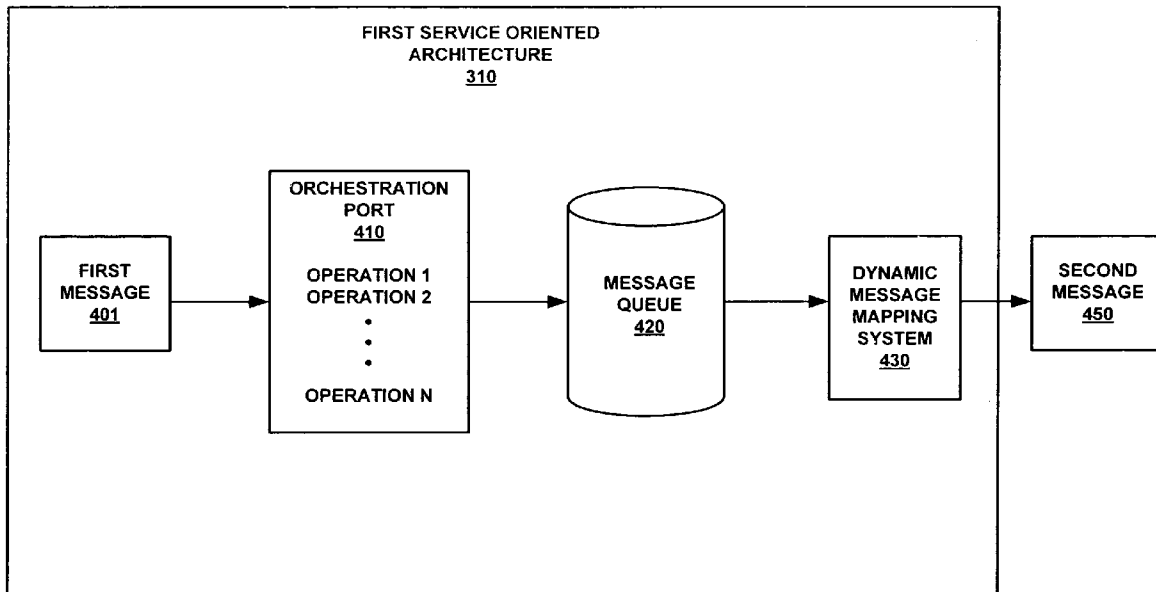 FIRST SERVICE ORIENTED
ARCHITECTURE
310
FIRST
MESSAGE
401
ORCHESTRATION
PORT
410
OPERATION 1
OPERATION 2
•
•
•
OPERATION N
MESSAGE
QUEUE
420
DYNAMIC
MESSAGE
MAPPING
SYSTEM
430
SECOND
MESSAGE
450